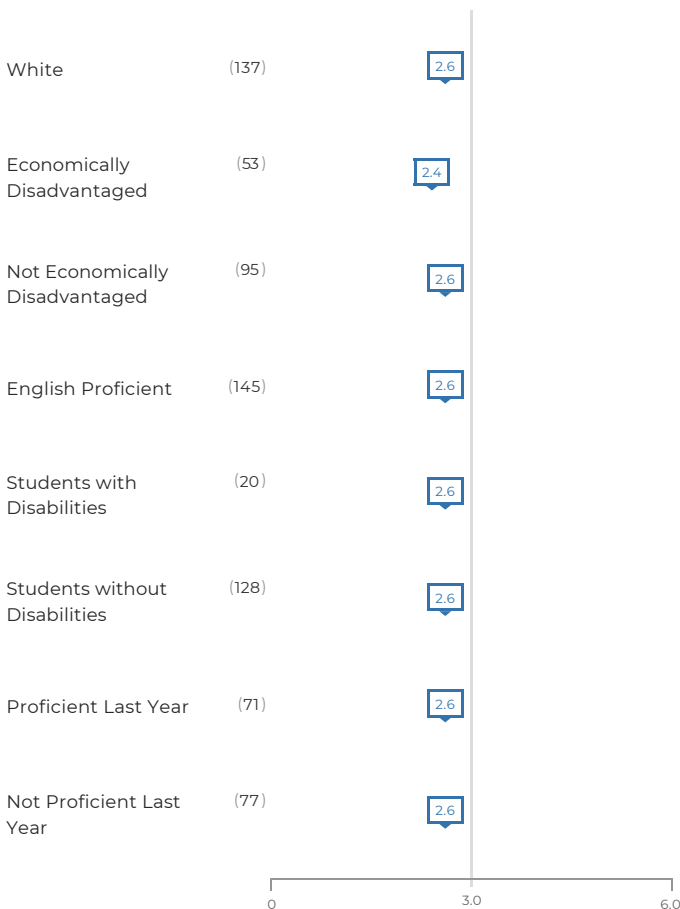 White (137) 2.6
Economically (53) 2.4
Disadvantaged
Not Economically (95) 2.6
Disadvantaged
English Proficient (145) 2.6
Students with (20) 2.6
Disabilities
Students without (128) 2.6
Disabilities
Proficient Last Year (71) 2.6
Not Proficient Last (77) 2.6
Year
0 3.0 6.0